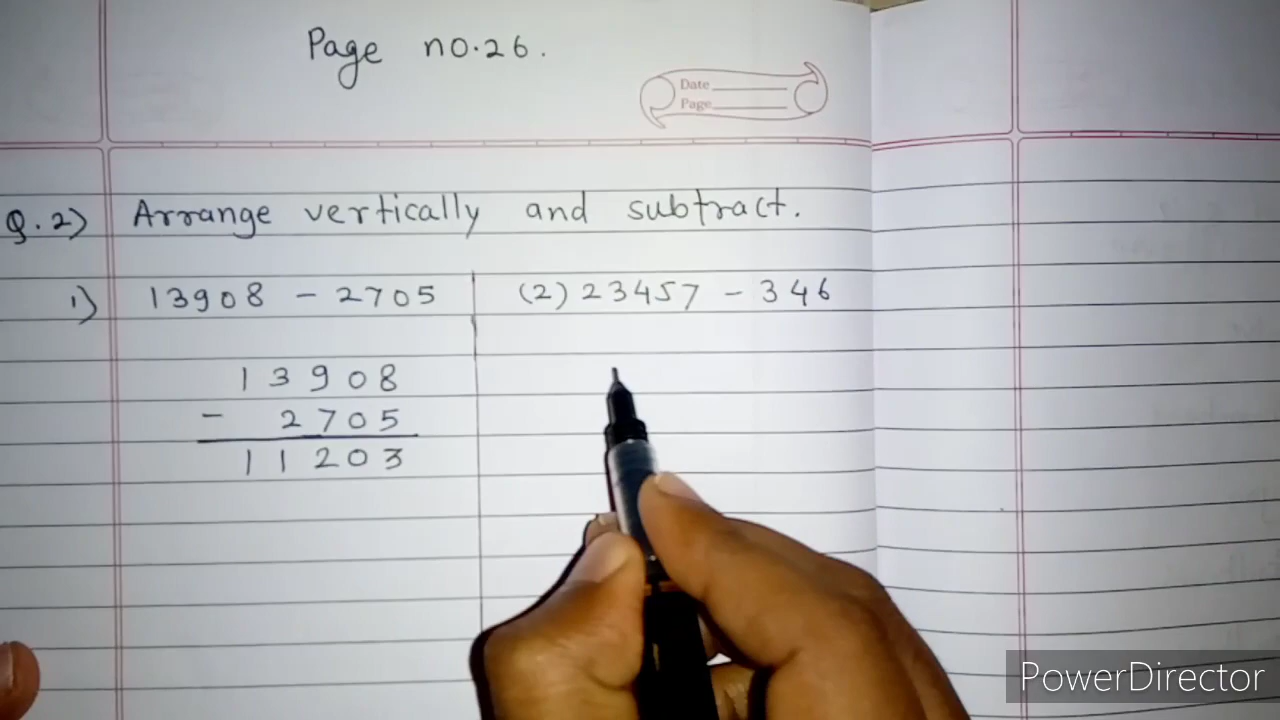 Page no.26.
Date
Page
Q.2) Arrange vertically and subtract.
1) 13908 - 2705
(2) 23457 - 346
13908
- 2705
11203
PowerDirector